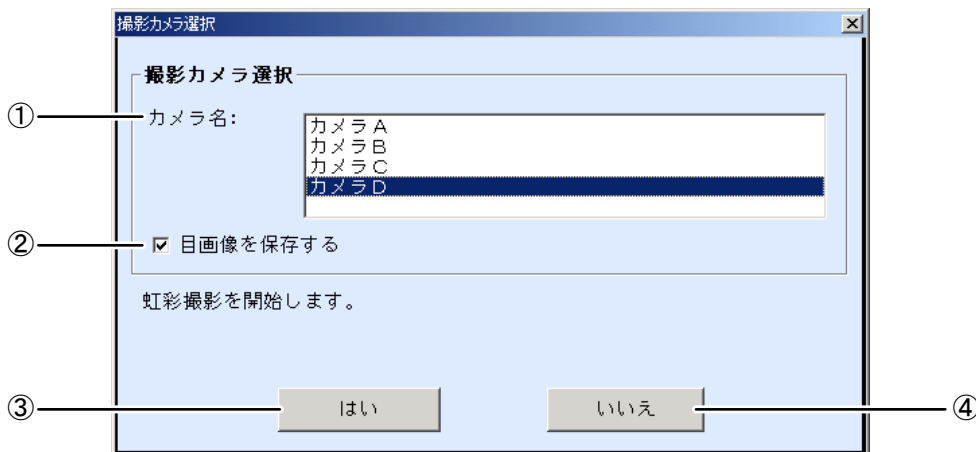 撮影カメラ選択
撮影カメラ選択
① カメラ名:
カメラA
カメラB
カメラC
カメラD
② 目画像を保存する
虹彩撮影を開始します。
③ はい いいえ ④